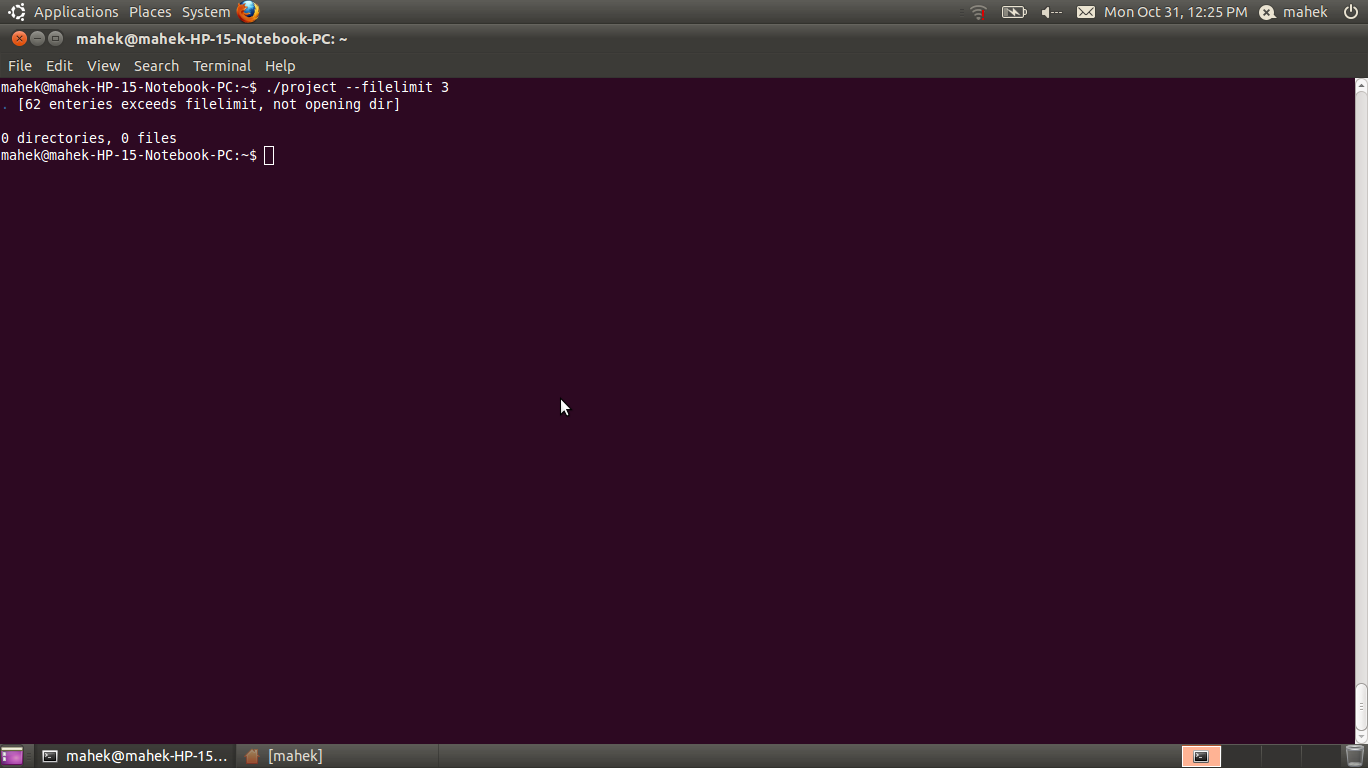 Applications Places System Mon Oct 31, 12:25 PM mahek
mahek@mahek-HP-15-Notebook-PC: ~
File Edit View Search Terminal Help
mahek@mahek-HP-15-Notebook-PC:~$ ./project --filelimit 3
. [62 enteries exceeds filelimit, not opening dir]
0 directories, 0 files
mahek@mahek-HP-15-Notebook-PC:~$
mahek@mahek-HP-15... [mahek]